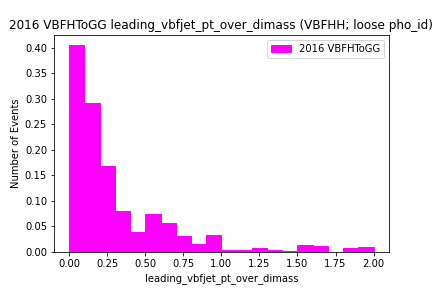 2016 VBFHToGG leading_vbfjet_pt_over_dimass (VBFHH; loose pho_id)
2016 VBFHToGG
Number of Events
0.40
0.35
0.30
0.25
0.20
0.15
0.10
0.05
0.00
0.00 0.25 0.50 0.75 1.00 1.25 1.50 1.75 2.00
leading_vbfjet_pt_over_dimass